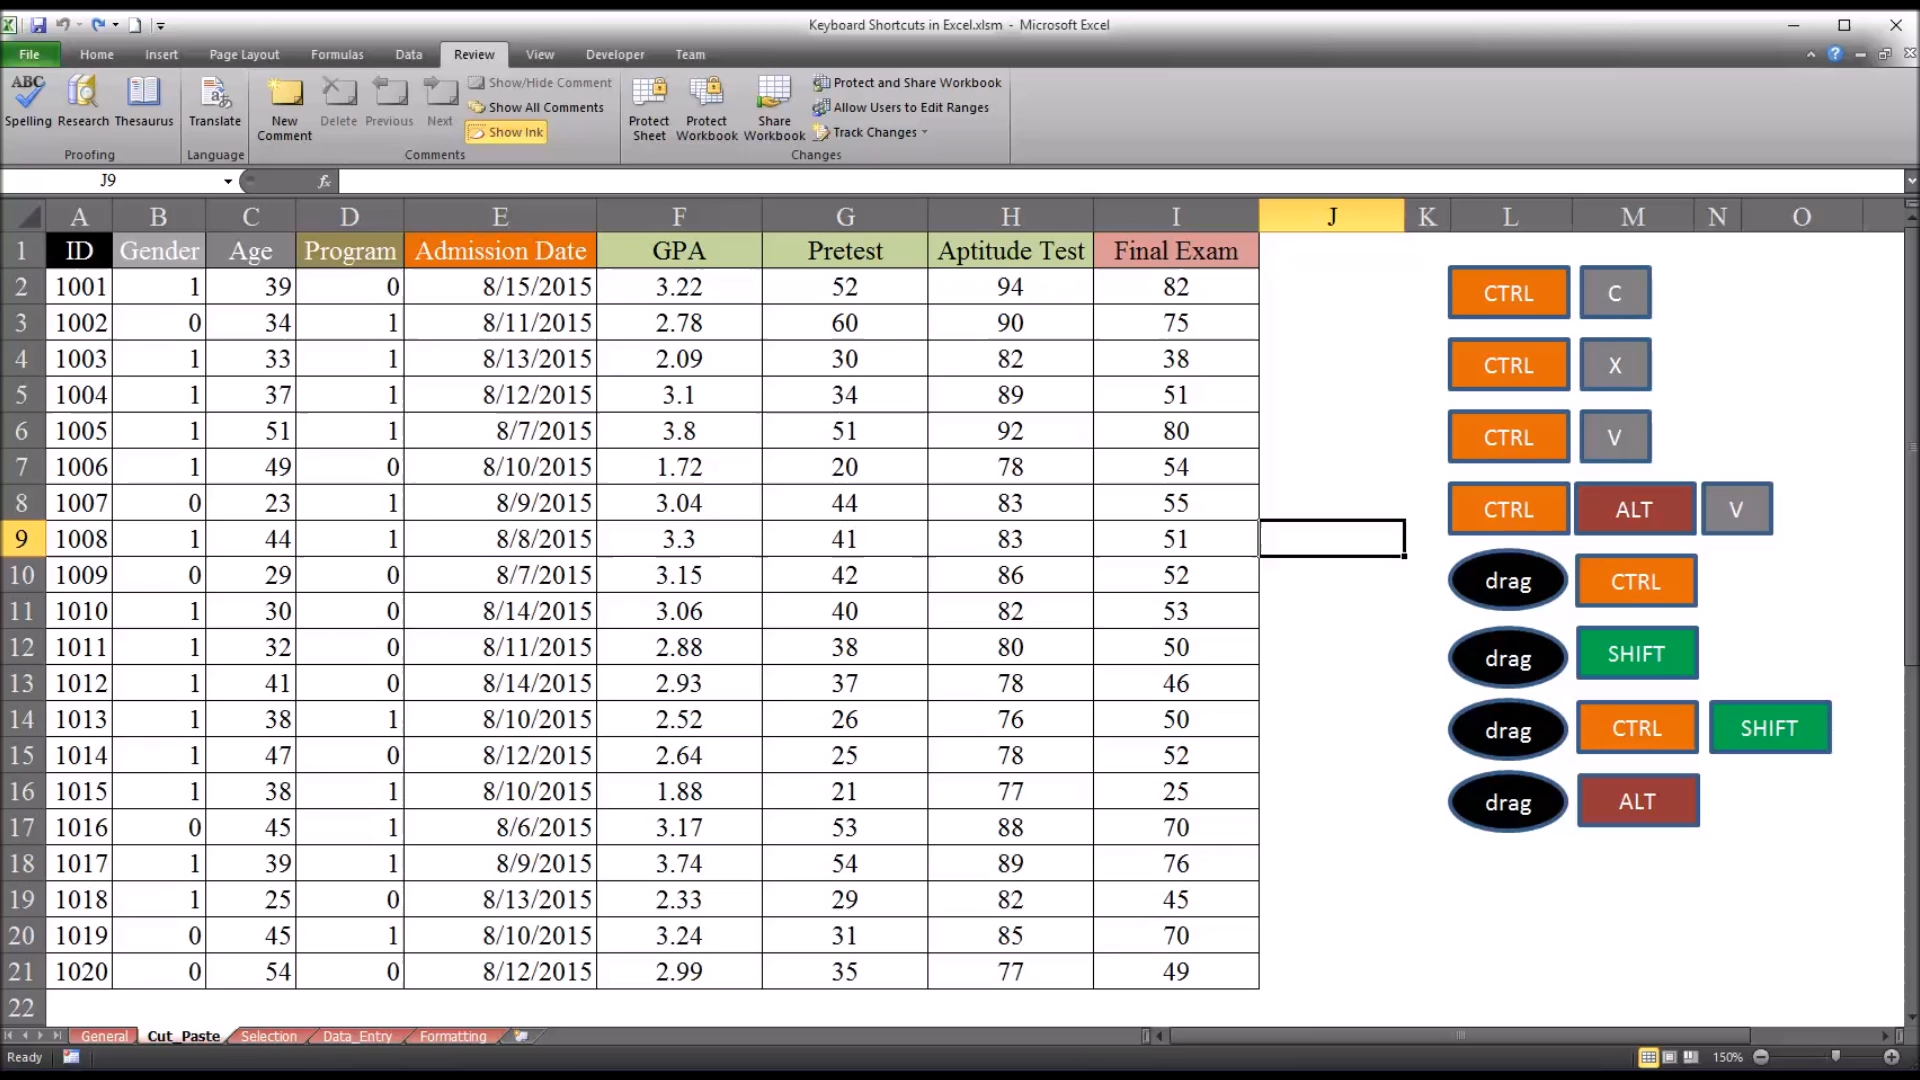 Keyboard Shortcuts in Excel.xlsm - Microsoft Excel
File Home Insert Page Layout Formulas Data Review View Developer Team
ABC Spelling Research Thesaurus Translate New Comment Delete Previous Next Show/Hide Comment Show All Comments Show Ink Protect Sheet Protect Workbook Share Workbook Protect and Share Workbook Allow Users to Edit Ranges Track Changes
Proofing Language Comments Changes
J9 fx
A B C D E F G H I J K L M N O
1 ID Gender Age Program Admission Date GPA Pretest Aptitude Test Final Exam
2 1001 1 39 0 8/15/2015 3.22 52 94 82 CTRL C
3 1002 0 34 1 8/11/2015 2.78 60 90 75
4 1003 1 33 1 8/13/2015 2.09 30 82 38 CTRL X
5 1004 1 37 1 8/12/2015 3.1 34 89 51
6 1005 1 51 1 8/7/2015 3.8 51 92 80 CTRL V
7 1006 1 49 0 8/10/2015 1.72 20 78 54
8 1007 0 23 1 8/9/2015 3.04 44 83 55 CTRL ALT V
9 1008 1 44 1 8/8/2015 3.3 41 83 51
10 1009 0 29 0 8/7/2015 3.15 42 86 52 drag CTRL
11 1010 1 30 0 8/14/2015 3.06 40 82 53
12 1011 1 32 0 8/11/2015 2.88 38 80 50 drag SHIFT
13 1012 1 41 0 8/14/2015 2.93 37 78 46
14 1013 1 38 1 8/10/2015 2.52 26 76 50 drag CTRL SHIFT
15 1014 1 47 0 8/12/2015 2.64 25 78 52
16 1015 1 38 1 8/10/2015 1.88 21 77 25 drag ALT
17 1016 0 45 1 8/6/2015 3.17 53 88 70
18 1017 1 39 1 8/9/2015 3.74 54 89 76
19 1018 1 25 0 8/13/2015 2.33 29 82 45
20 1019 0 45 1 8/10/2015 3.24 31 85 70
21 1020 0 54 0 8/12/2015 2.99 35 77 49
22
General Cut_Paste Selection Data_Entry Formatting
Ready 150%